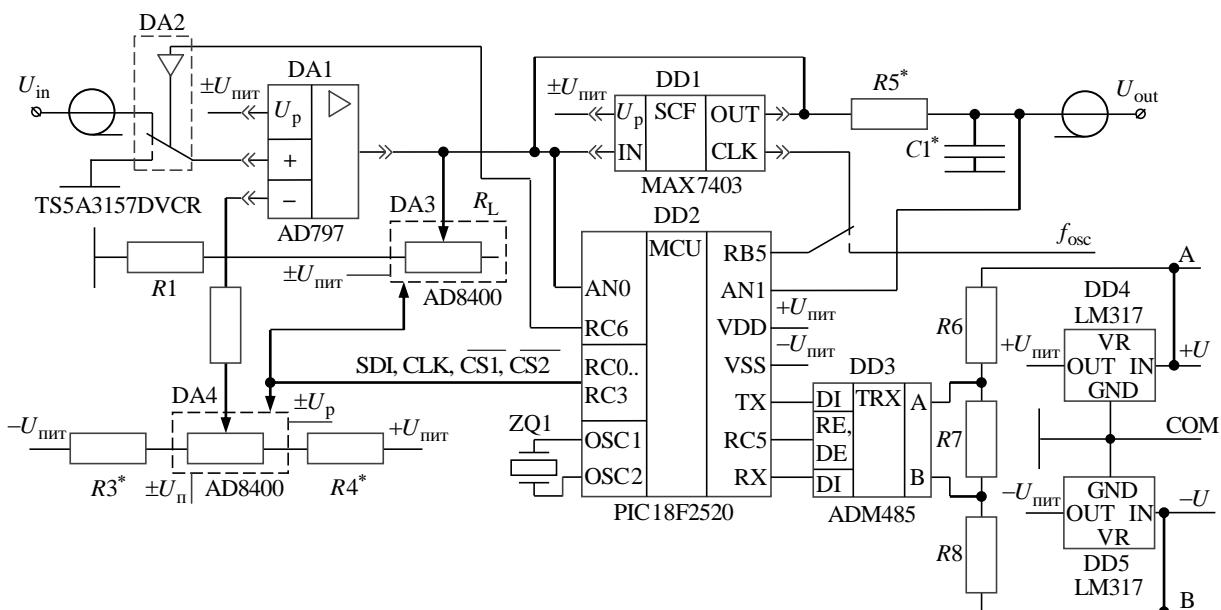 DA2
U_in
±U_пит
DA1
U_p
+
−
AD797
TS5A3157DVCR
DD1
±U_пит
U_p
SCF
OUT
IN
CLK
MAX7403
R5*
C1*
U_out
R1
DA3
R_L
±U_пит
AD8400
DD2
MCU
AN0
RC6
RC0..
RC3
OSC1
OSC2
RB5
AN1
VDD
VSS
TX
RC5
RX
PIC18F2520
f_osc
+U_пит
−U_пит
SDI, CLK, C̅S̅1̅, C̅S̅2̅
DA4
±U_p
−U_пит
R3*
±U_п
AD8400
R4*
+U_пит
ZQ1
DD3
DI
TRX
A
RE,
DE
B
DI
ADM485
R6
R7
R8
A
DD4
LM317
+U_пит
VR
OUT IN
GND
+U
COM
−U_пит
GND
OUT IN
VR
−U
DD5
LM317
B